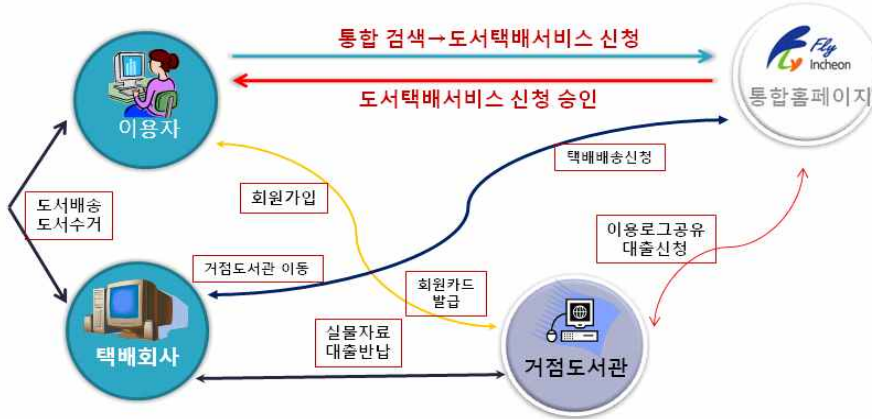 통합 검색→도서택배서비스 신청
Fly
Incheon
통합홈페이지
도서택배서비스 신청 승인
이용자
택배배송신청
회원가입
도서배송
도서수거
이용로그공유
대출신청
거점도서관 이동
회원카드
발급
실물자료
대출반납
택배회사
거점도서관